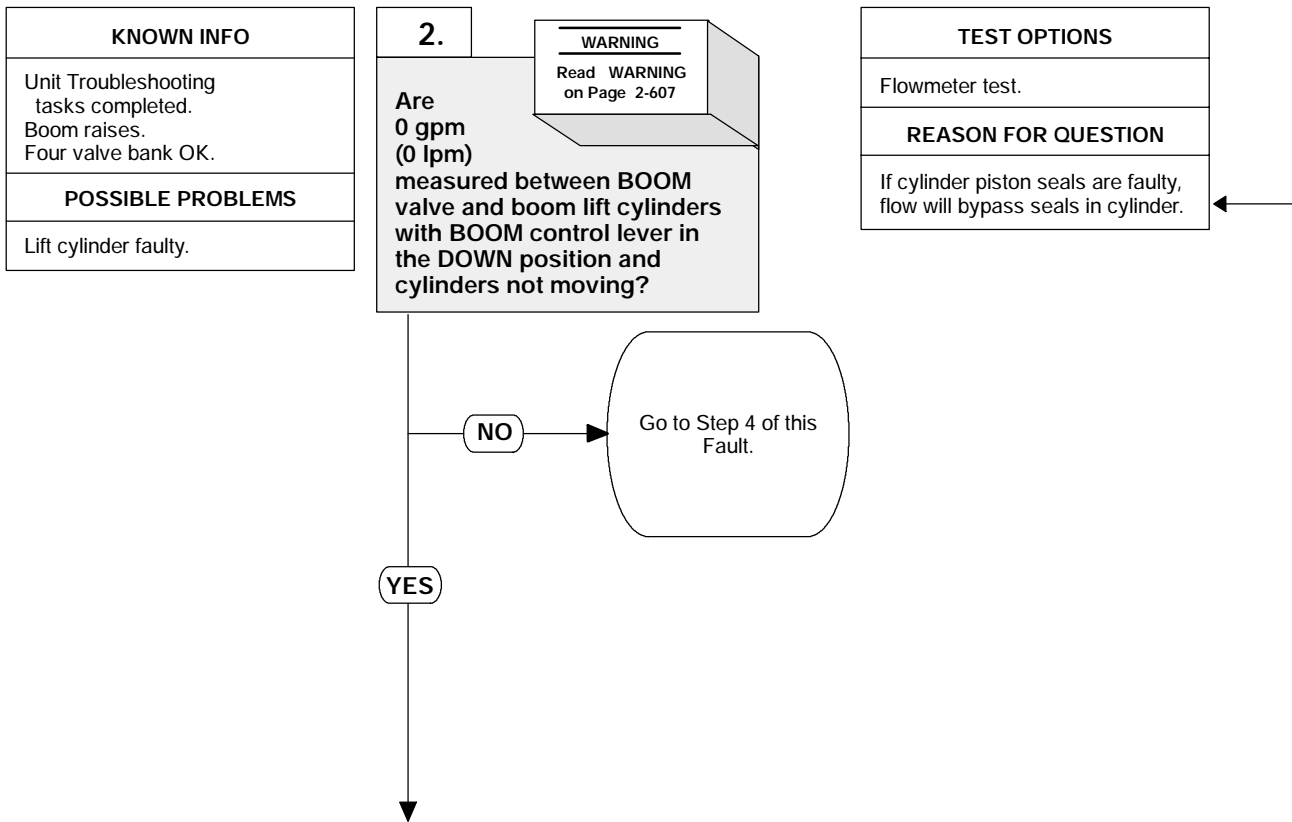 KNOWN INFO
Unit Troubleshooting
tasks completed.
Boom raises.
Four valve bank OK.
POSSIBLE PROBLEMS
Lift cylinder faulty.
2.
WARNING
Read WARNING
on Page 2-607
Are
0 gpm
(0 lpm)
measured between BOOM
valve and boom lift cylinders
with BOOM control lever in
the DOWN position and
cylinders not moving?
TEST OPTIONS
Flowmeter test.
REASON FOR QUESTION
If cylinder piston seals are faulty,
flow will bypass seals in cylinder.
NO
Go to Step 4 of this
Fault.
YES